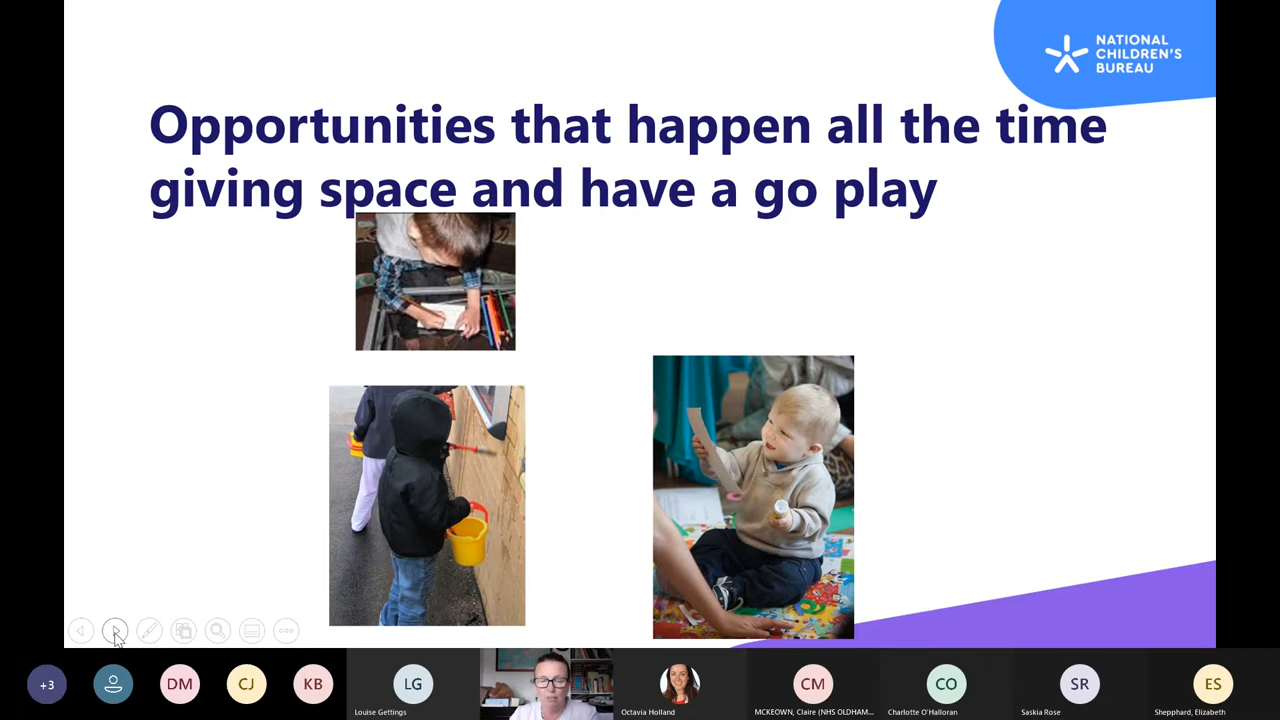 NATIONAL
CHILDREN'S
BUREAU
Opportunities that happen all the time
giving space and have a go play
+3
DM
CJ
KB
LG
CM
CO
SR
ES
Louise Gettings
Octavia Holland
MCKEOWN, Claire (NHS OLDHAM...
Charlotte O'Halloran
Saskia Rose
Shepphard, Elizabeth